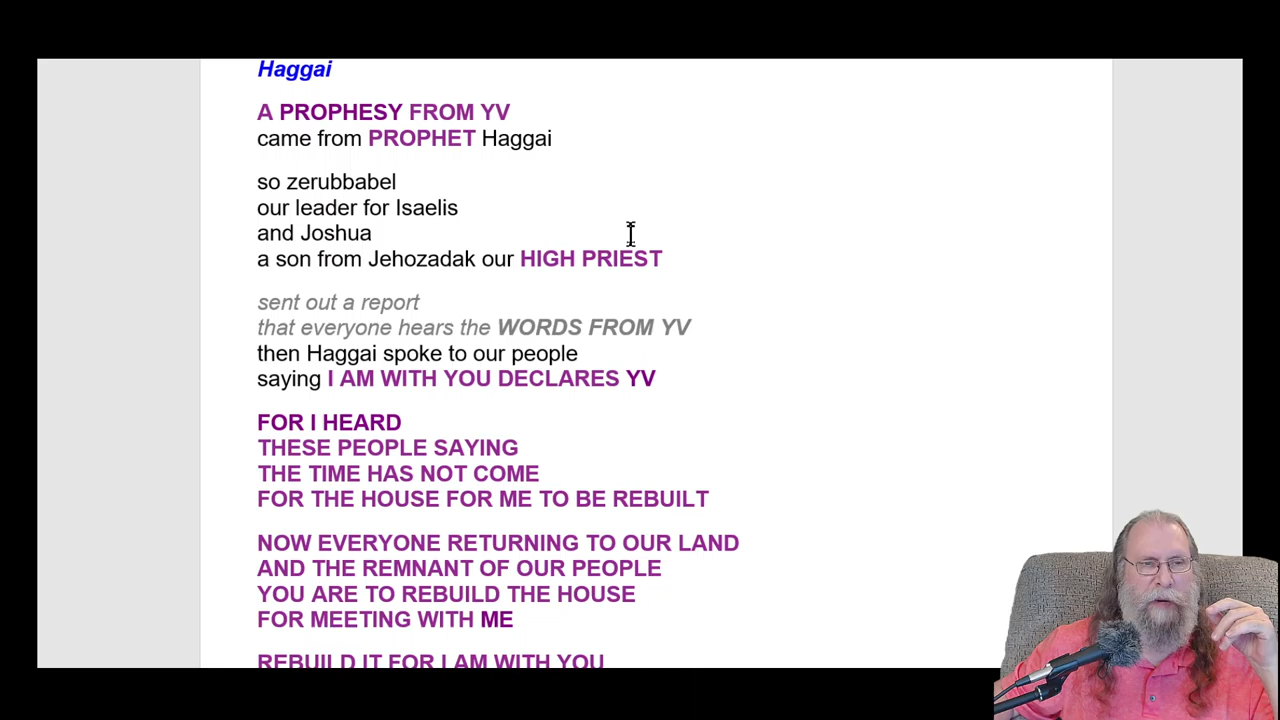 Haggai
A PROPHESY FROM YV
came from PROPHET Haggai
so zerubbabel
our leader for Isaelis
and Joshua
a son from Jehozadak our HIGH PRIEST
sent out a report
that everyone hears the WORDS FROM YV
then Haggai spoke to our people
saying I AM WITH YOU DECLARES YV
FOR I HEARD
THESE PEOPLE SAYING
THE TIME HAS NOT COME
FOR THE HOUSE FOR ME TO BE REBUILT
NOW EVERYONE RETURNING TO OUR LAND
AND THE REMNANT OF OUR PEOPLE
YOU ARE TO REBUILD THE HOUSE
FOR MEETING WITH ME
REBUILD IT FOR I AM WITH YOU